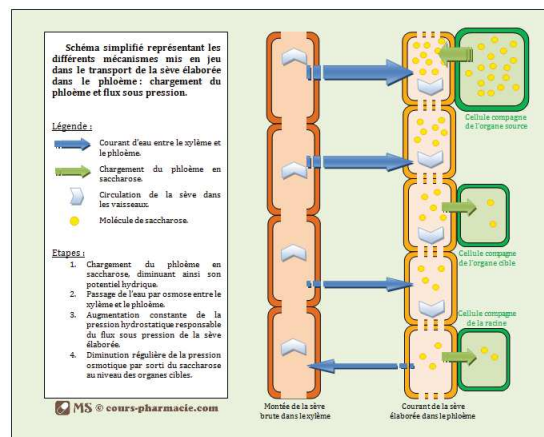 Schéma simplifié représentant les
différents mécanismes mis en jeu
dans le transport de la sève élaborée
dans le phloème : chargement du
phloème et flux sous pression.
Légende :
Courant d'eau entre le xylème et
le phloème.
Chargement du phloème en
saccharose.
Circulation de la sève dans
les vaisseaux.
Molécule de saccharose.
Etapes :
1. Chargement du phloème en
saccharose, diminuant ainsi son
potentiel hydrique.
2. Passage de l'eau par osmose entre le
xylème et le phloème.
3. Augmentation constante de la
pression hydrostatique responsable
du flux sous pression de la sève
élaborée.
4. Diminution régulière de la pression
osmotique par sorti du saccharose
au niveau des organes cibles.
MS © cours-pharmacie.com
Cellule compagne
de l'organe source
Cellule compagne
de l'organe cible
Cellule compagne
de la racine
Montée de la sève
brute dans le xylème
Courant de la sève
élaborée dans le phloème